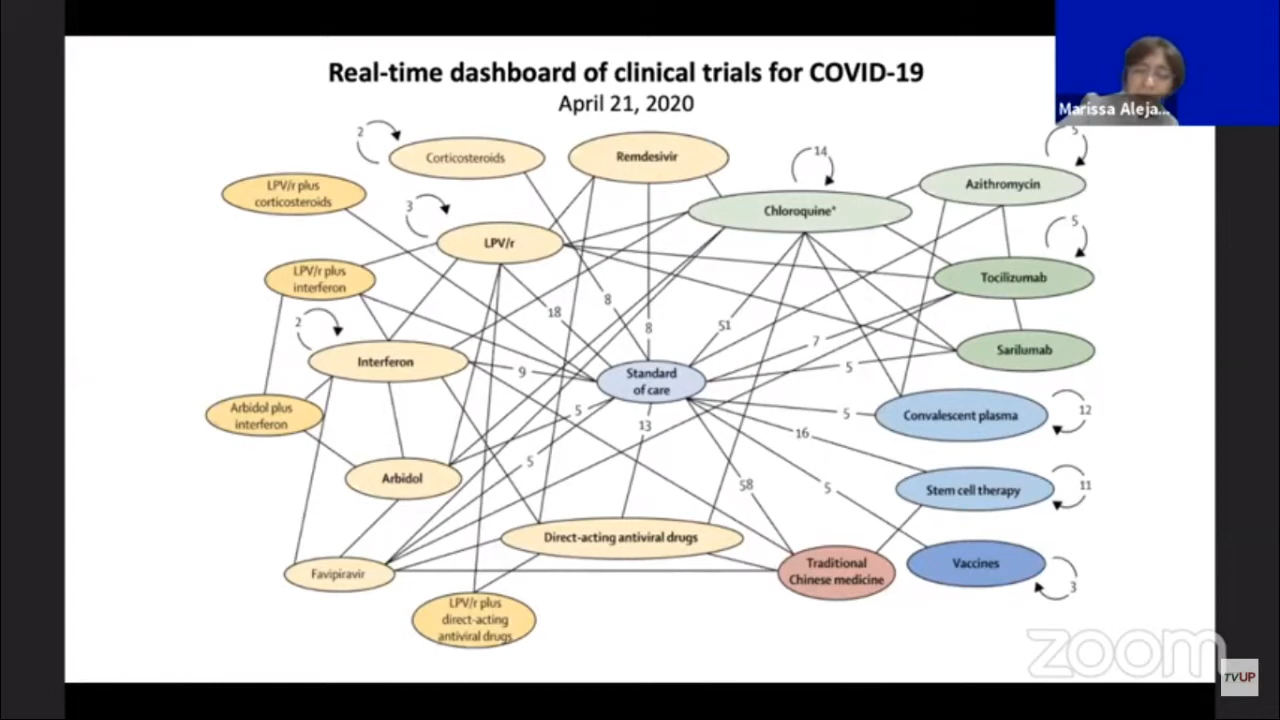 Real-time dashboard of clinical trials for COVID-19
April 21, 2020
Marissa Aleja...
2
Corticosteroids
Remdesivir
14
5
LPV/r plus
corticosteroids
3
LPV/r
Chloroquine*
Azithromycin
5
LPV/r plus
interferon
Tocilizumab
2
18
8
8
51
7
Interferon
9
Standard
of care
5
Sarilumab
Arbidol plus
interferon
5
13
5
Convalescent plasma
12
16
5
Arbidol
58
5
Stem cell therapy
11
Direct-acting antiviral drugs
Favipiravir
Traditional
Chinese medicine
Vaccines
3
LPV/r plus
direct-acting
antiviral drugs
zoom
TVUP